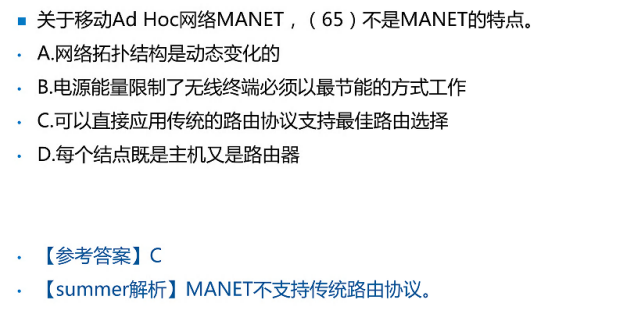 关于移动Ad Hoc网络MANET，（65）不是MANET的特点。
A.网络拓扑结构是动态变化的
B.电源能量限制了无线终端必须以最节能的方式工作
C.可以直接应用传统的路由协议支持最佳路由选择
D.每个结点既是主机又是路由器
【参考答案】C
【summer解析】MANET不支持传统路由协议。